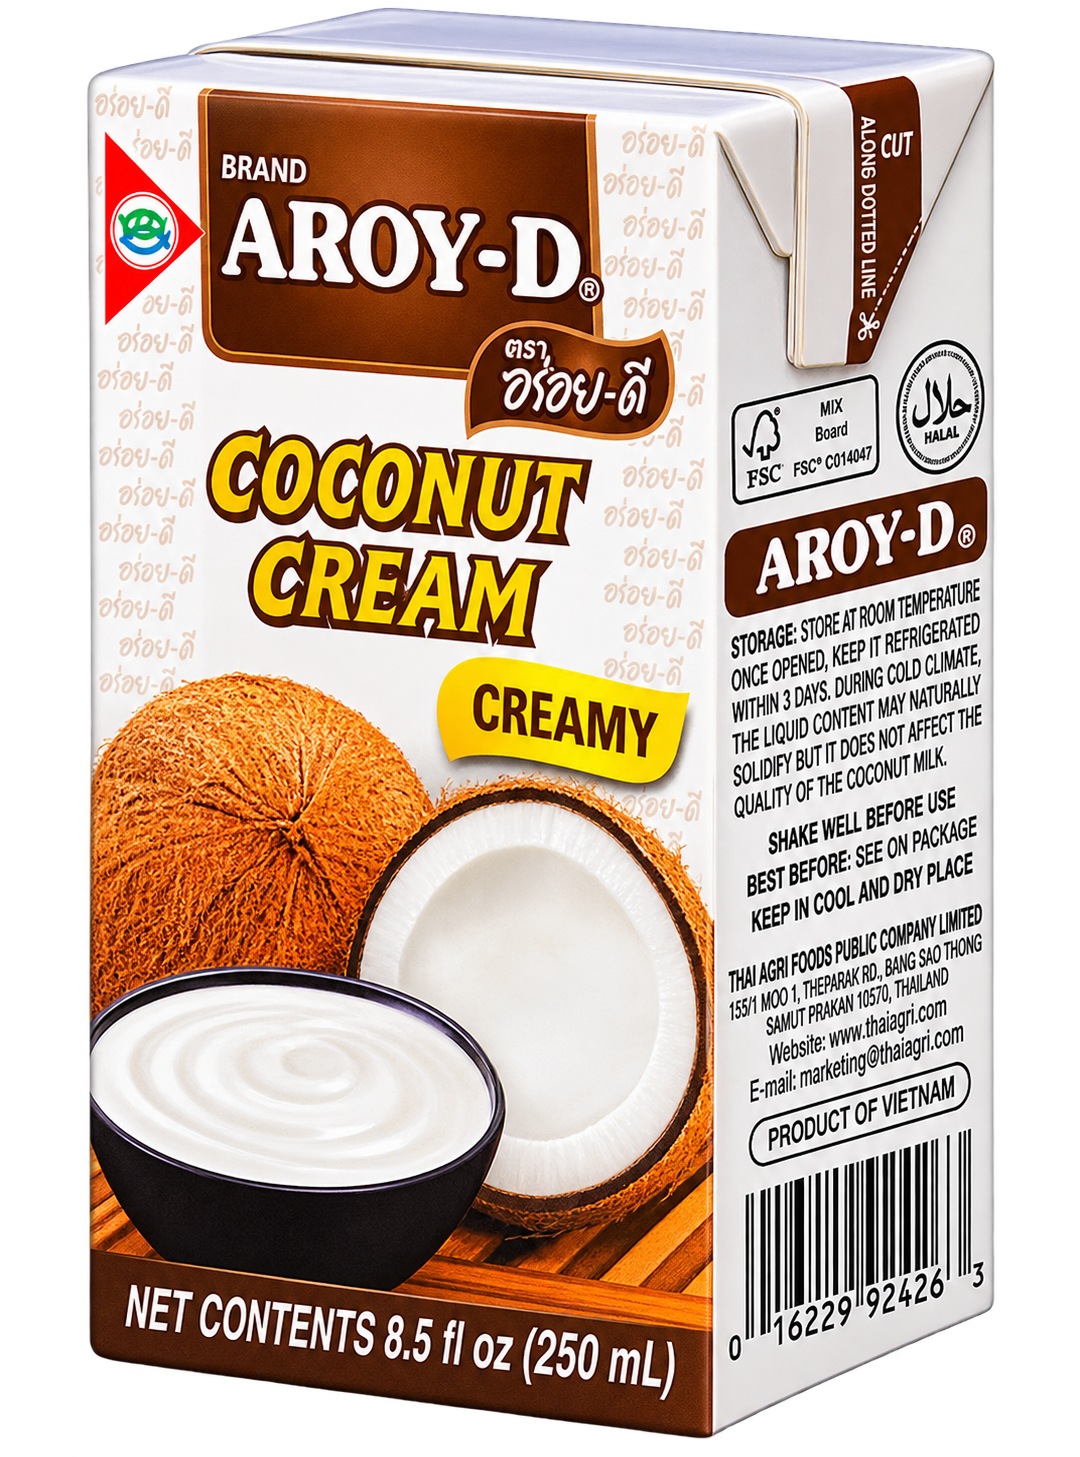 BRAND
AROY-D®
ตรา
อร่อย-ดี
COCONUT
CREAM
CREAMY
NET CONTENTS 8.5 fl oz (250 mL)
CUT
ALONG DOTTED LINE
FSC®
MIX
Board
FSC® C014047
حلال
HALAL
AROY-D®
STORAGE: STORE AT ROOM TEMPERATURE
ONCE OPENED, KEEP IT REFRIGERATED
WITHIN 3 DAYS. DURING COLD CLIMATE,
THE LIQUID CONTENT MAY NATURALLY
SOLIDIFY BUT IT DOES NOT AFFECT THE
QUALITY OF THE COCONUT MILK.
SHAKE WELL BEFORE USE
BEST BEFORE: SEE ON PACKAGE
KEEP IN COOL AND DRY PLACE
THAI AGRI FOODS PUBLIC COMPANY LIMITED
155/1 MOO 1, THEPARAK RD., BANG SAO THONG
SAMUT PRAKAN 10570, THAILAND
Website: www.thaiagri.com
E-mail: marketing@thaiagri.com
PRODUCT OF VIETNAM
0 16229 92426 3